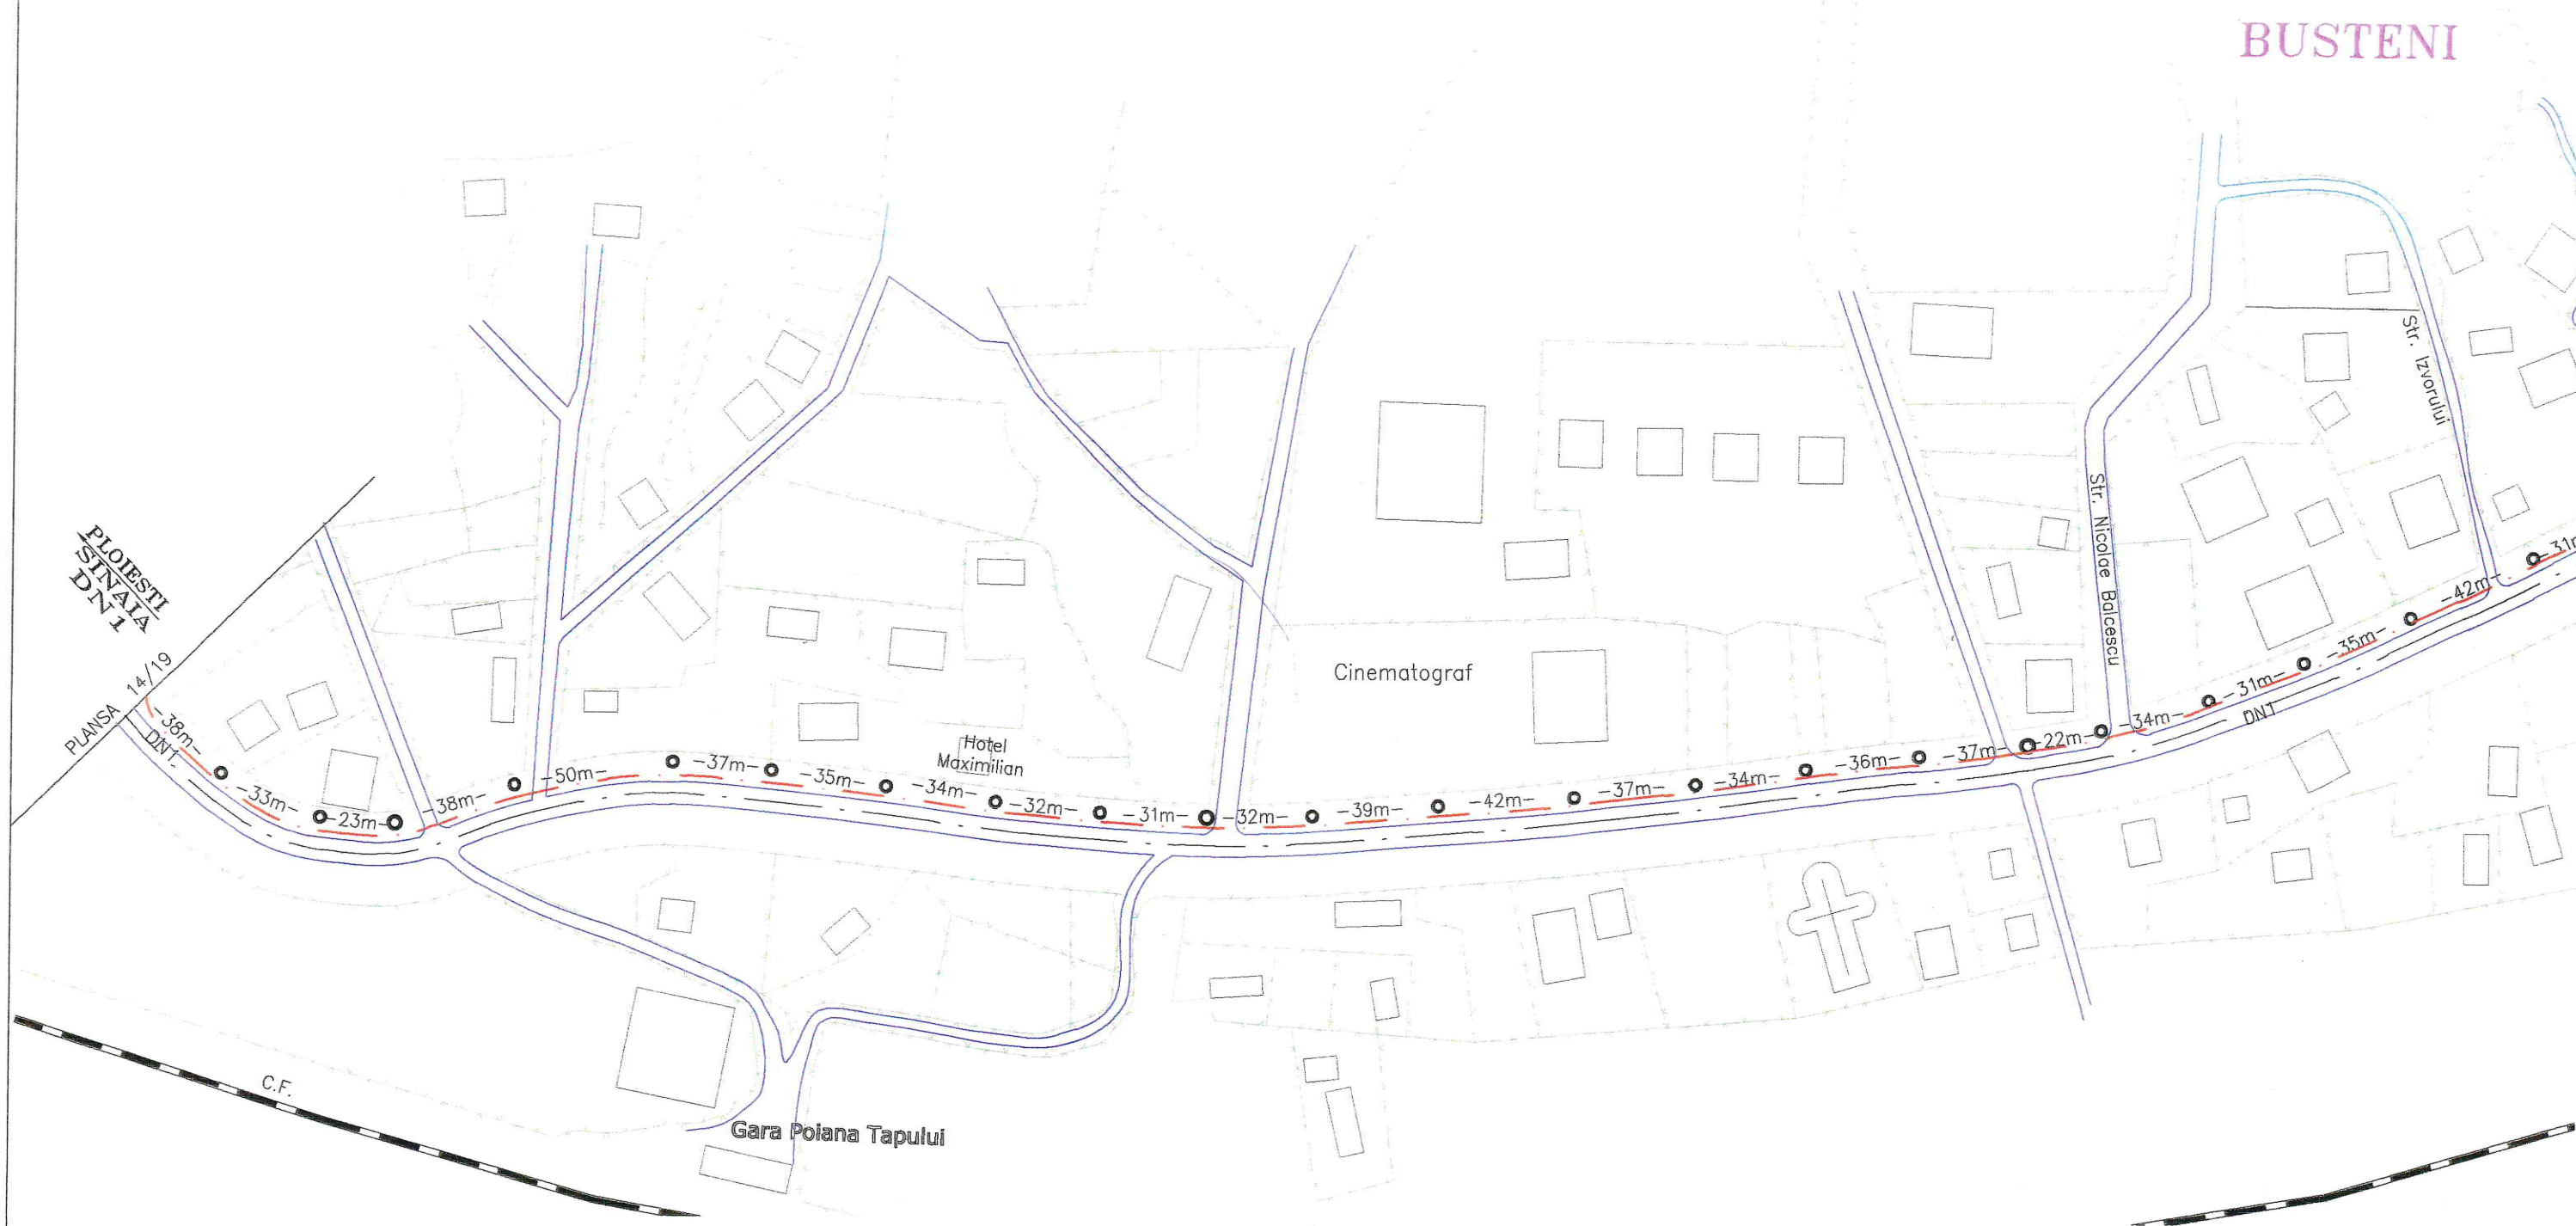 BUSTENI
PLOIESTI
SINAIA
DN 1
PLANSA 14/19
Str. Izvorului
Str. Nicolae Balcescu
Cinematograf
Hotel
Maximilian
DN1
-38m-
-33m-
-23m-
-38m-
-50m-
-37m-
-35m-
-34m-
-32m-
-31m-
-32m-
-39m-
-42m-
-37m-
-34m-
-36m-
-37m-
-22m-
-34m-
-31m-
DN1
-35m-
-42m-
-31m
C.F.
Gara Poiana Tapului